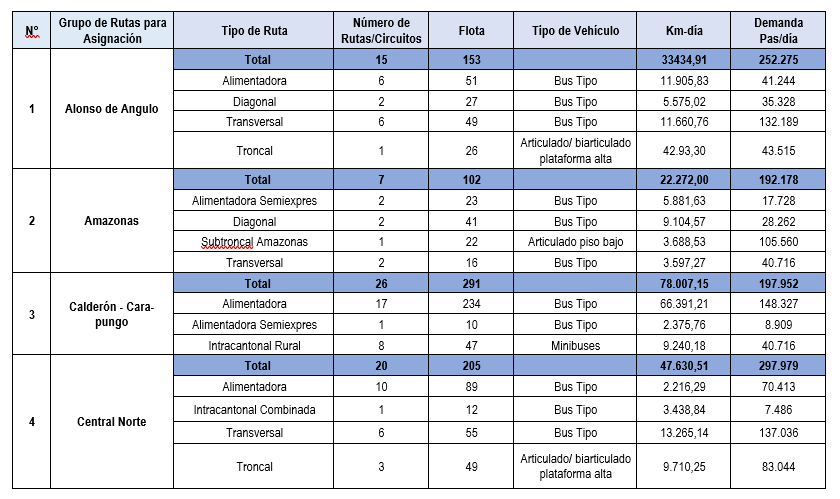 N° Grupo de Rutas para Asignación Tipo de Ruta Número de Rutas/Circuitos Flota Tipo de Vehículo Km-día Demanda Pas/día
1 Alonso de Angulo
Total 15 153 33434,91 252.275
Alimentadora 6 51 Bus Tipo 11.905,83 41.244
Diagonal 2 27 Bus Tipo 5.575,02 35.328
Transversal 6 49 Bus Tipo 11.660,76 132.189
Troncal 1 26 Articulado/ biarticulado plataforma alta 42.93,30 43.515
2 Amazonas
Total 7 102 22.272,00 192.178
Alimentadora Semiexpres 2 23 Bus Tipo 5.881,63 17.728
Diagonal 2 41 Bus Tipo 9.104,57 28.262
Subtroncal Amazonas 1 22 Articulado piso bajo 3.688,53 105.560
Transversal 2 16 Bus Tipo 3.597,27 40.716
3 Calderón - Cara-pungo
Total 26 291 78.007,15 197.952
Alimentadora 17 234 Bus Tipo 66.391,21 148.327
Alimentadora Semiexpres 1 10 Bus Tipo 2.375,76 8.909
Intracantonal Rural 8 47 Minibuses 9.240,18 40.716
4 Central Norte
Total 20 205 47.630,51 297.979
Alimentadora 10 89 Bus Tipo 2.216,29 70.413
Intracantonal Combinada 1 12 Bus Tipo 3.438,84 7.486
Transversal 6 55 Bus Tipo 13.265,14 137.036
Troncal 3 49 Articulado/ biarticulado plataforma alta 9.710,25 83.044